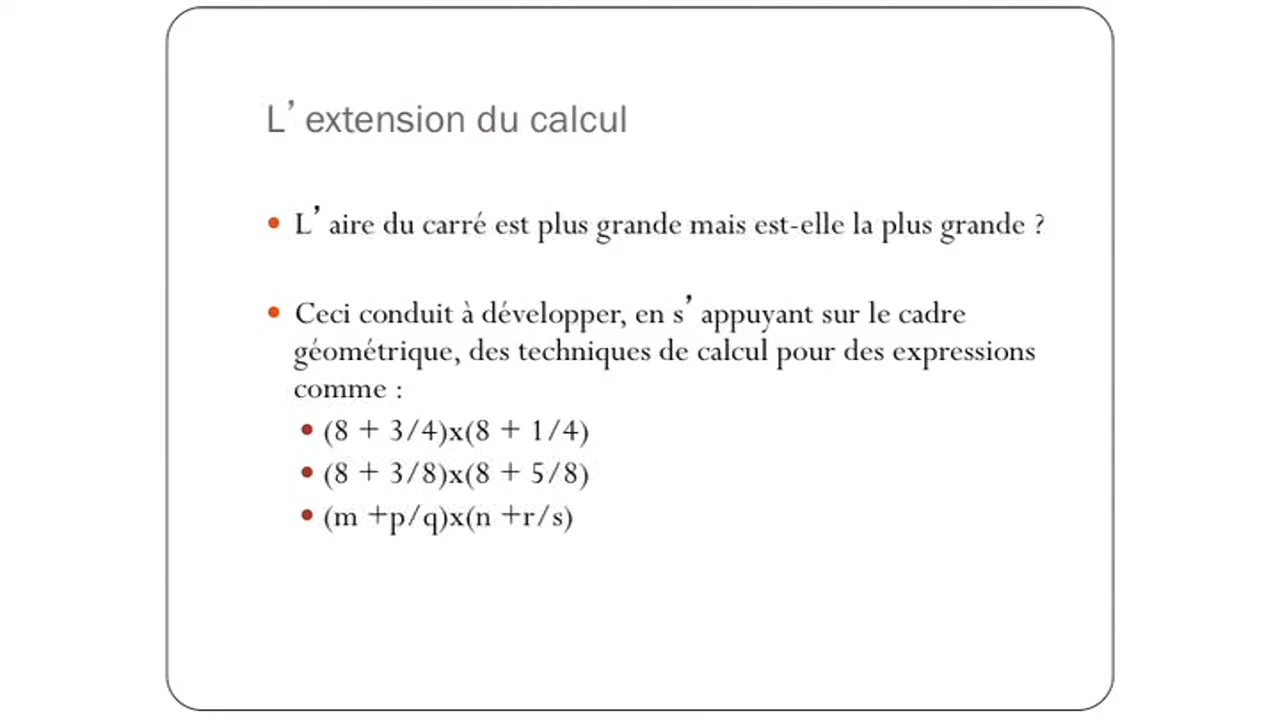 L’ extension du calcul
• L’ aire du carré est plus grande mais est-elle la plus grande ?
• Ceci conduit à développer, en s’ appuyant sur le cadre
géométrique, des techniques de calcul pour des expressions
comme :
• (8 + 3/4)x(8 + 1/4)
• (8 + 3/8)x(8 + 5/8)
• (m +p/q)x(n +r/s)